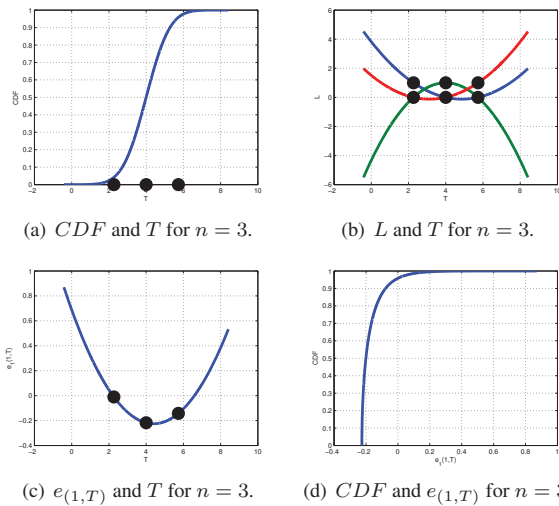 1
0.9
0.8
0.7
0.6
0.5
0.4
0.3
0.2
0.1
0
CDF
−2 0 2 4 6 8 10
T
(a) CDF and T for n = 3.
6
4
2
0
−2
−4
−6
L
−2 0 2 4 6 8 10
T
(b) L and T for n = 3.
1
0.8
0.6
0.4
0.2
0
−0.2
−0.4
e₁(1,T)
−2 0 2 4 6 8 10
T
(c) e(1,T) and T for n = 3.
1
0.9
0.8
0.7
0.6
0.5
0.4
0.3
0.2
0.1
0
CDF
−0.4 −0.2 0 0.2 0.4 0.6 0.8 1
e₁(1,T)
(d) CDF and e(1,T) for n = 3